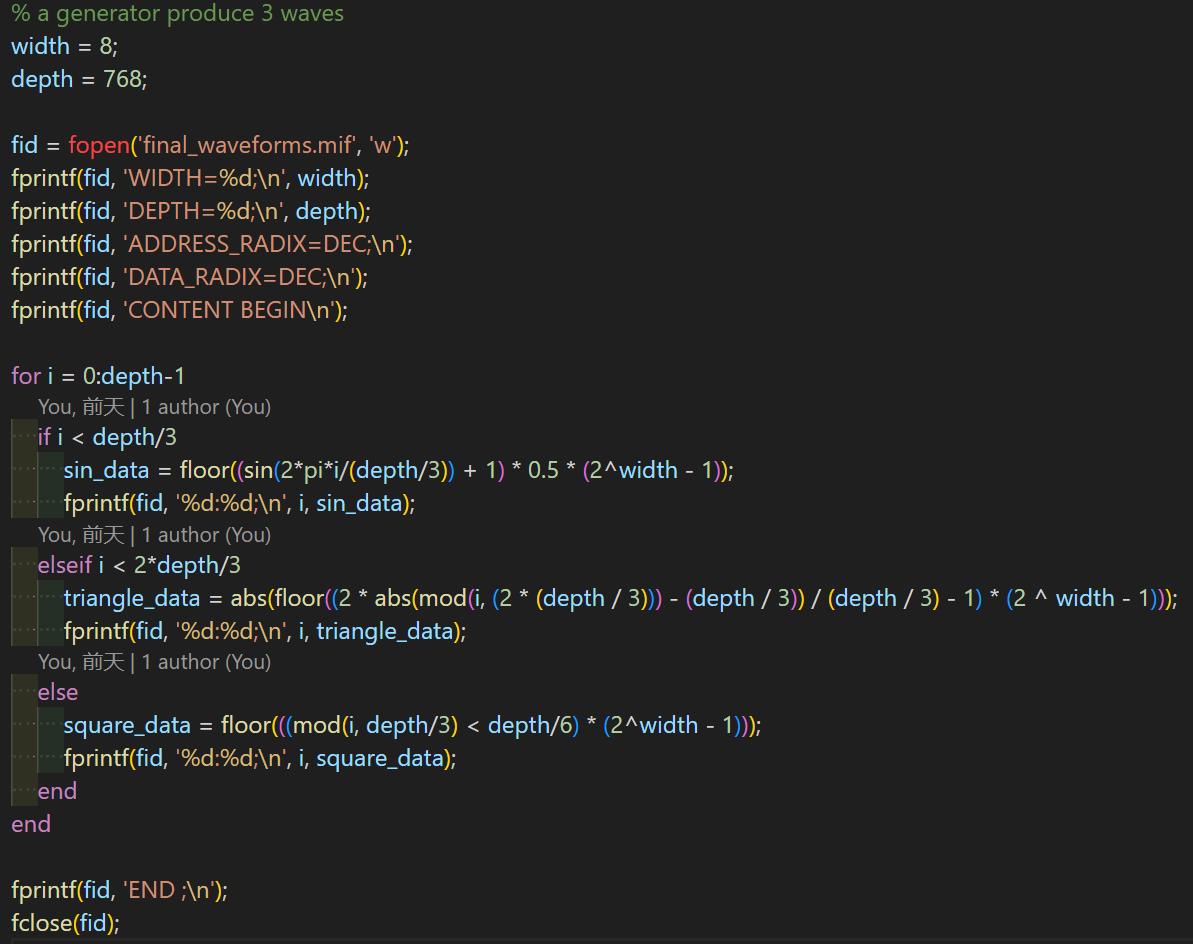 % a generator produce 3 waves
width = 8;
depth = 768;
fid = fopen('final_waveforms.mif', 'w');
fprintf(fid, 'WIDTH=%d;\n', width);
fprintf(fid, 'DEPTH=%d;\n', depth);
fprintf(fid, 'ADDRESS_RADIX=DEC;\n');
fprintf(fid, 'DATA_RADIX=DEC;\n');
fprintf(fid, 'CONTENT BEGIN\n');
for i = 0:depth-1
You, 前天 | 1 author (You)
if i < depth/3
sin_data = floor((sin(2*pi*i/(depth/3)) + 1) * 0.5 * (2^width - 1));
fprintf(fid, '%d:%d;\n', i, sin_data);
You, 前天 | 1 author (You)
elseif i < 2*depth/3
triangle_data = abs(floor((2 * abs(mod(i, (2 * (depth / 3))) - (depth / 3)) / (depth / 3) - 1) * (2 ^ width - 1)));
fprintf(fid, '%d:%d;\n', i, triangle_data);
You, 前天 | 1 author (You)
else
square_data = floor(((mod(i, depth/3) < depth/6) * (2^width - 1)));
fprintf(fid, '%d:%d;\n', i, square_data);
end
end
fprintf(fid, 'END ;\n');
fclose(fid);